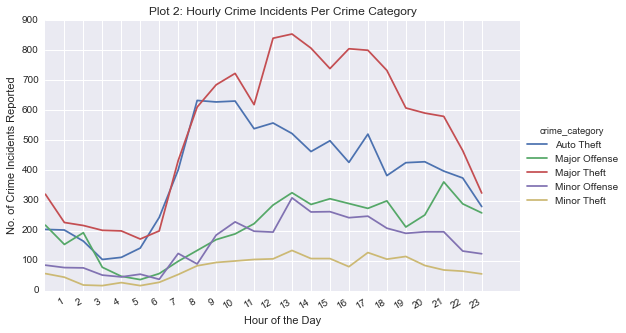 Plot 2: Hourly Crime Incidents Per Crime Category
No. of Crime Incidents Reported
900
800
700
600
500
400
300
200
100
0
1 2 3 4 5 6 7 8 9 10 11 12 13 14 15 16 17 18 19 20 21 22 23
Hour of the Day
crime_category
Auto Theft
Major Offense
Major Theft
Minor Offense
Minor Theft